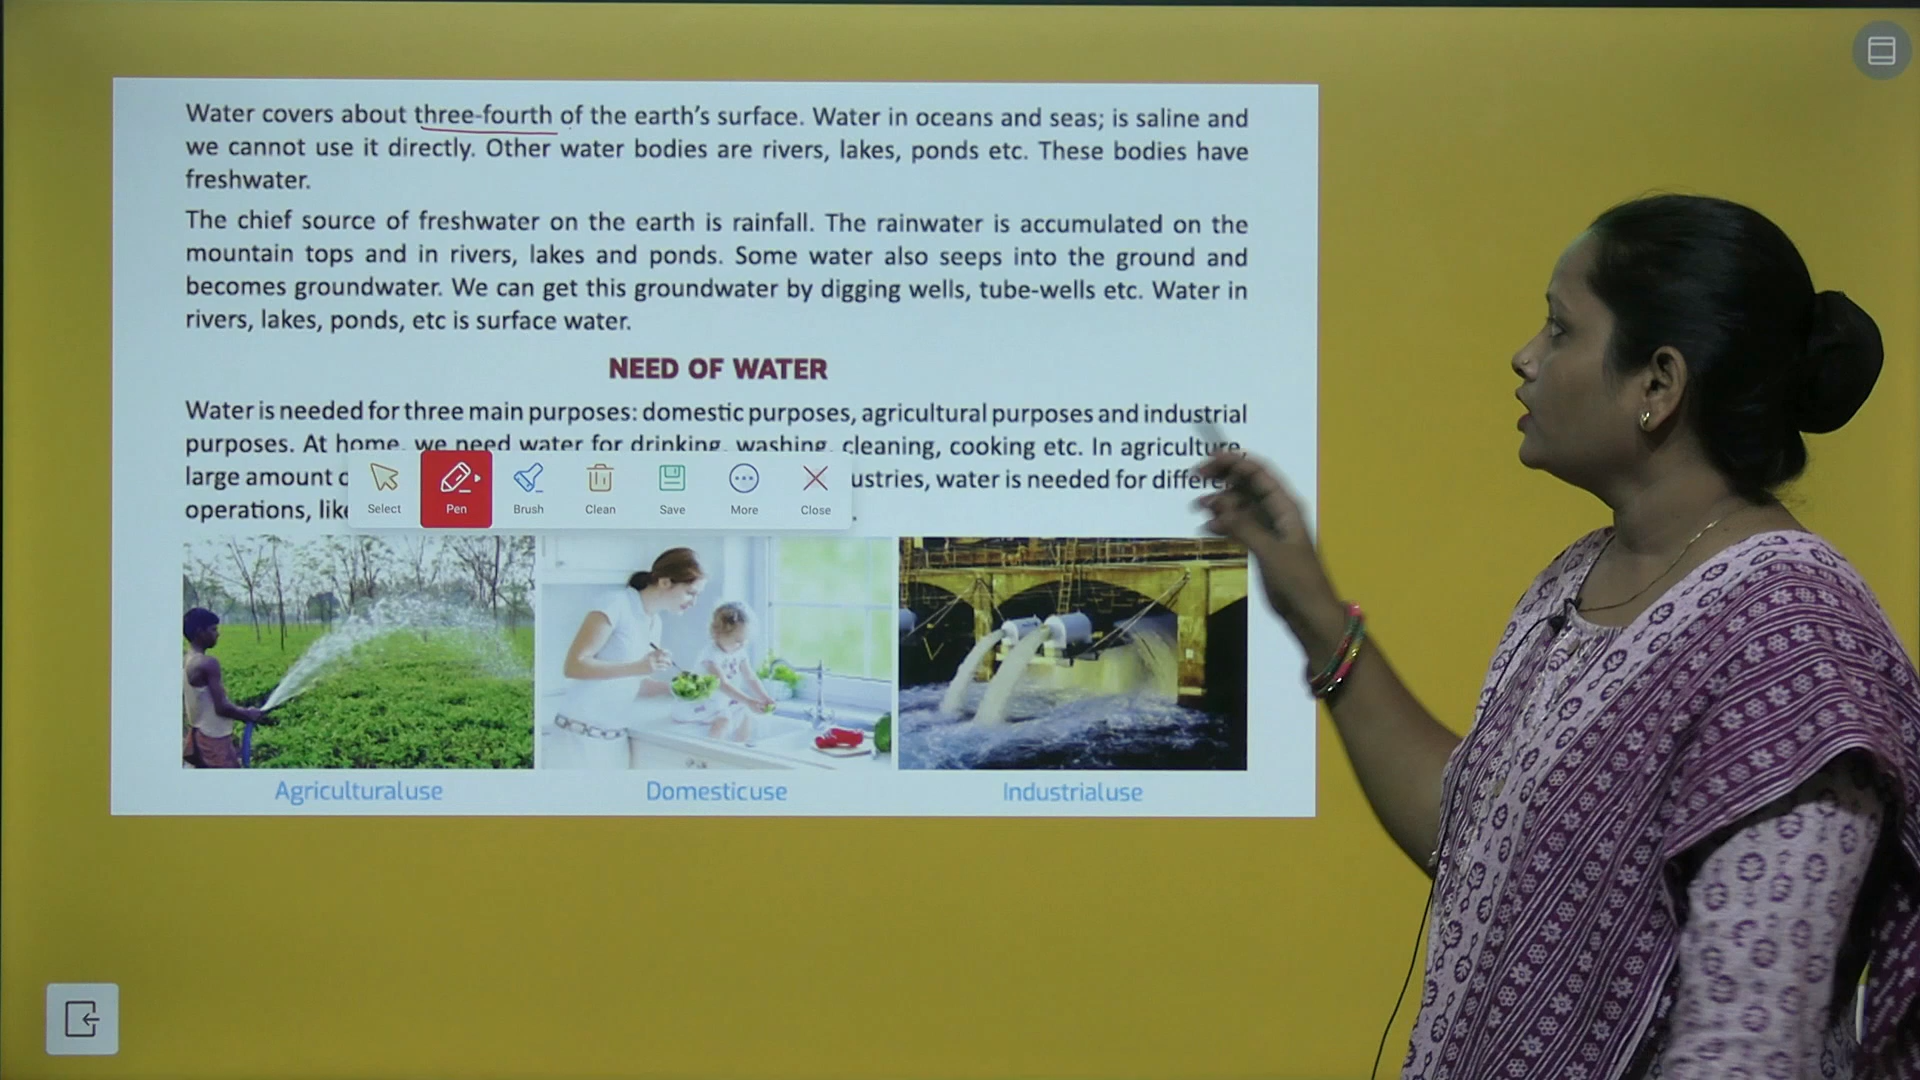 Water covers about three-fourth of the earth's surface. Water in oceans and seas; is saline and
we cannot use it directly. Other water bodies are rivers, lakes, ponds etc. These bodies have
freshwater.
The chief source of freshwater on the earth is rainfall. The rainwater is accumulated on the
mountain tops and in rivers, lakes and ponds. Some water also seeps into the ground and
becomes groundwater. We can get this groundwater by digging wells, tube-wells etc. Water in
rivers, lakes, ponds, etc is surface water.
NEED OF WATER
Water is needed for three main purposes: domestic purposes, agricultural purposes and industrial
purposes. At home, we need water for drinking, washing, cleaning, cooking etc. In agriculture,
large amount ustries, water is needed for
operations, like
Select Pen Brush Clean Save More Close
Agriculturaluse Domesticuse Industrialuse